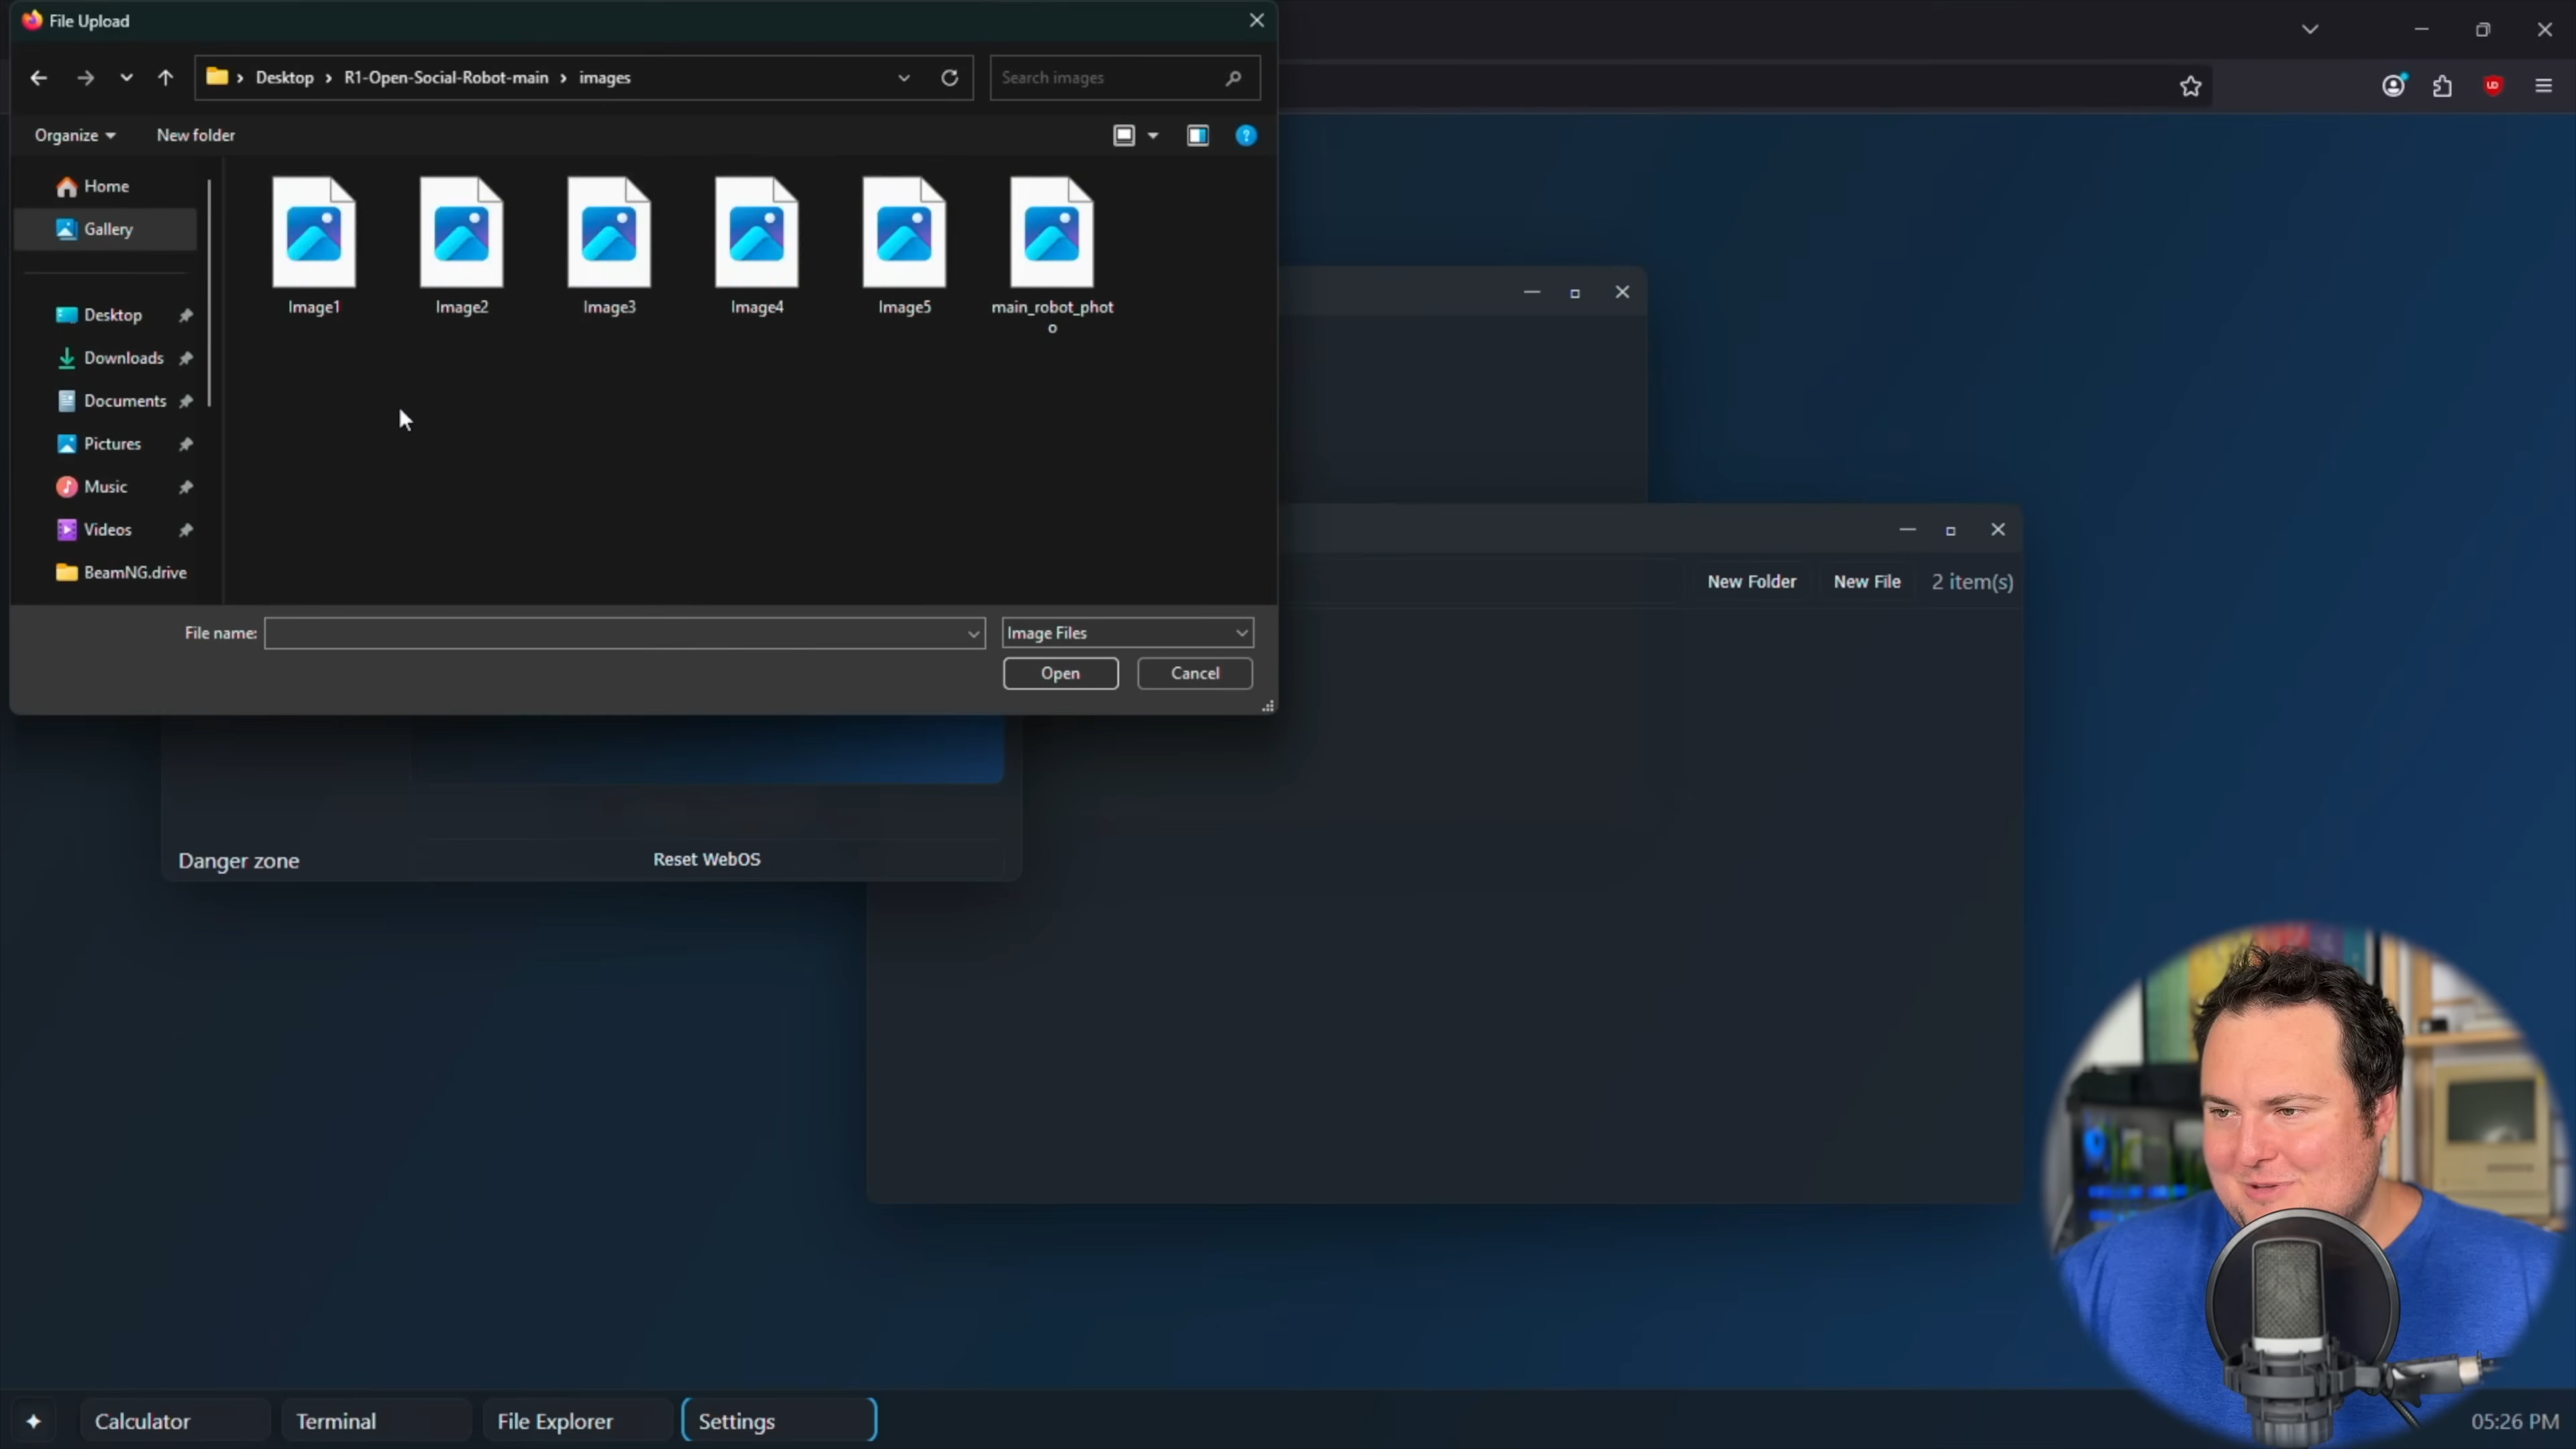 File Upload
Desktop > R1-Open-Social-Robot-main > images
Search images
Organize
New folder
Home
Gallery
Desktop
Downloads
Documents
Pictures
Music
Videos
BeamNG.drive
Image1
Image2
Image3
Image4
Image5
main_robot_phot
o
File name:
Image Files
Open
Cancel
New Folder
New File
2 item(s)
Danger zone
Reset WebOS
Calculator
Terminal
File Explorer
Settings
05:26 PM